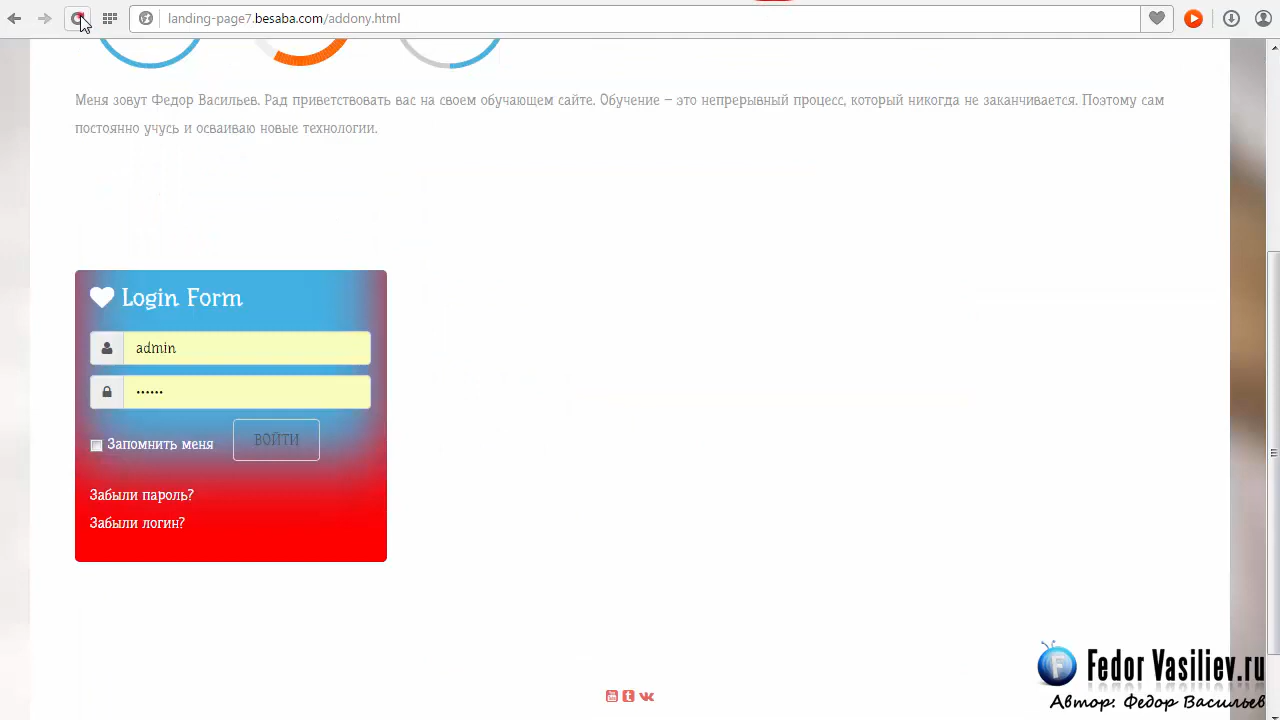 landing-page7.besaba.com/addony.html
Меня зовут Федор Васильев. Рад приветствовать вас на своем обучающем сайте. Обучение – это непрерывный процесс, который никогда не заканчивается. Поэтому сам
постоянно учусь и осваиваю новые технологии.
Login Form
admin
••••••
Запомнить меня ВОЙТИ
Забыли пароль?
Забыли логин?
Fedor Vasiliev.ru
Автор: Федор Васильев